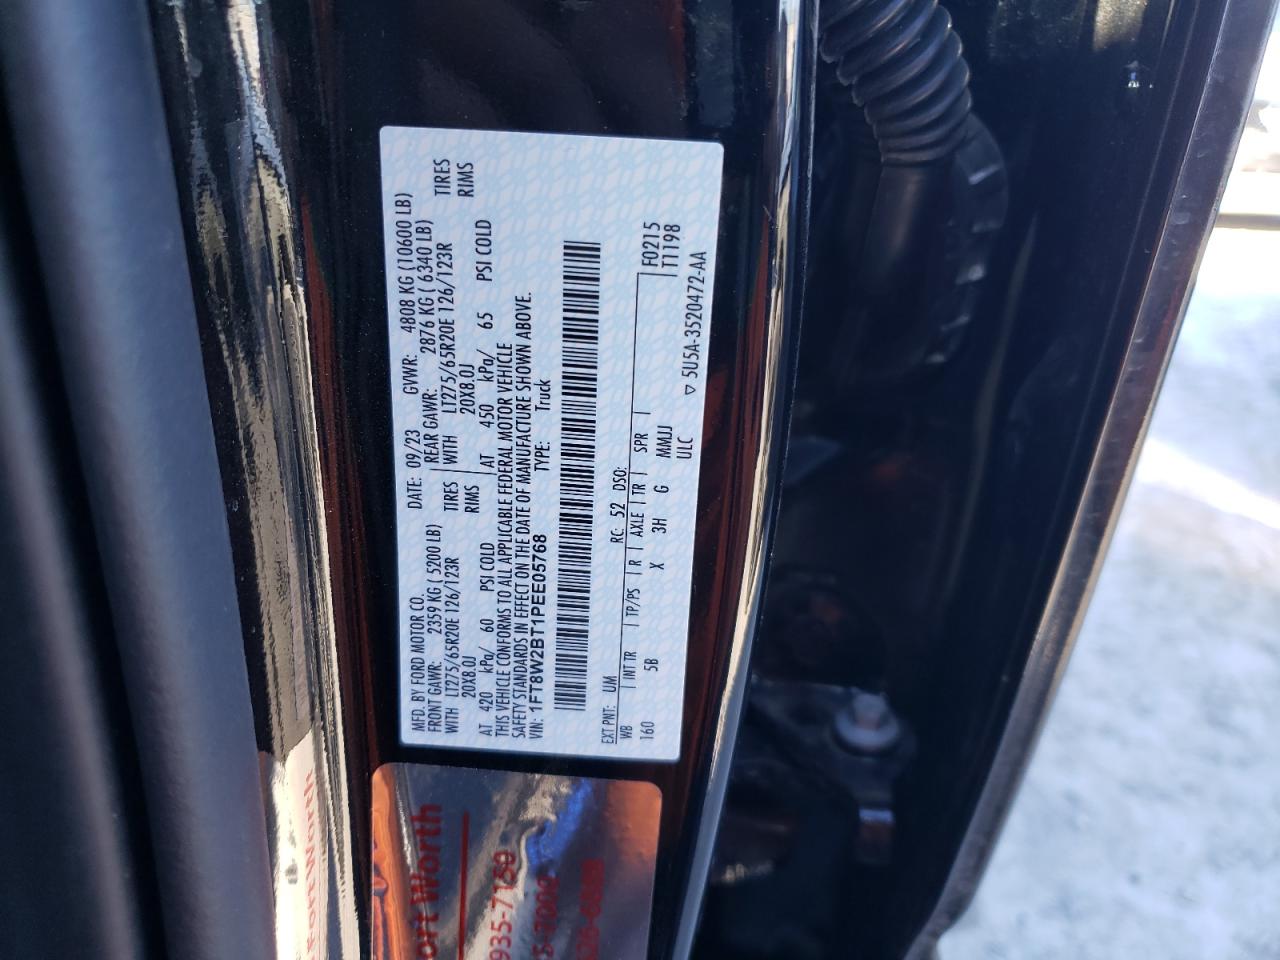 MFD. BY FORD MOTOR CO. DATE: 09/23 GVWR: 4808 KG (10600 LB)
FRONT GAWR: 2359 KG ( 5200 LB) REAR GAWR: 2876 KG ( 6340 LB)
WITH LT275/65R20E 126/123R TIRES WITH LT275/65R20E 126/123R TIRES
20X8.0J RIMS 20X8.0J RIMS
AT 420 kPa/ 60 PSI COLD AT 450 kPa/ 65 PSI COLD
THIS VEHICLE CONFORMS TO ALL APPLICABLE FEDERAL MOTOR VEHICLE
SAFETY STANDARDS IN EFFECT ON THE DATE OF MANUFACTURE SHOWN ABOVE.
VIN: 1FT8W2BT1PEE05768 TYPE: Truck
EXT PNT: UM RC: 52 DSO: F0215
WB | INT TR | TP/PS | R | AXLE | TR | SPR | T1198
160 5B X 3H G MMJJ
ULC ▽ 5U5A-3520472-AA
Fort Worth
ort Worth
935-7150